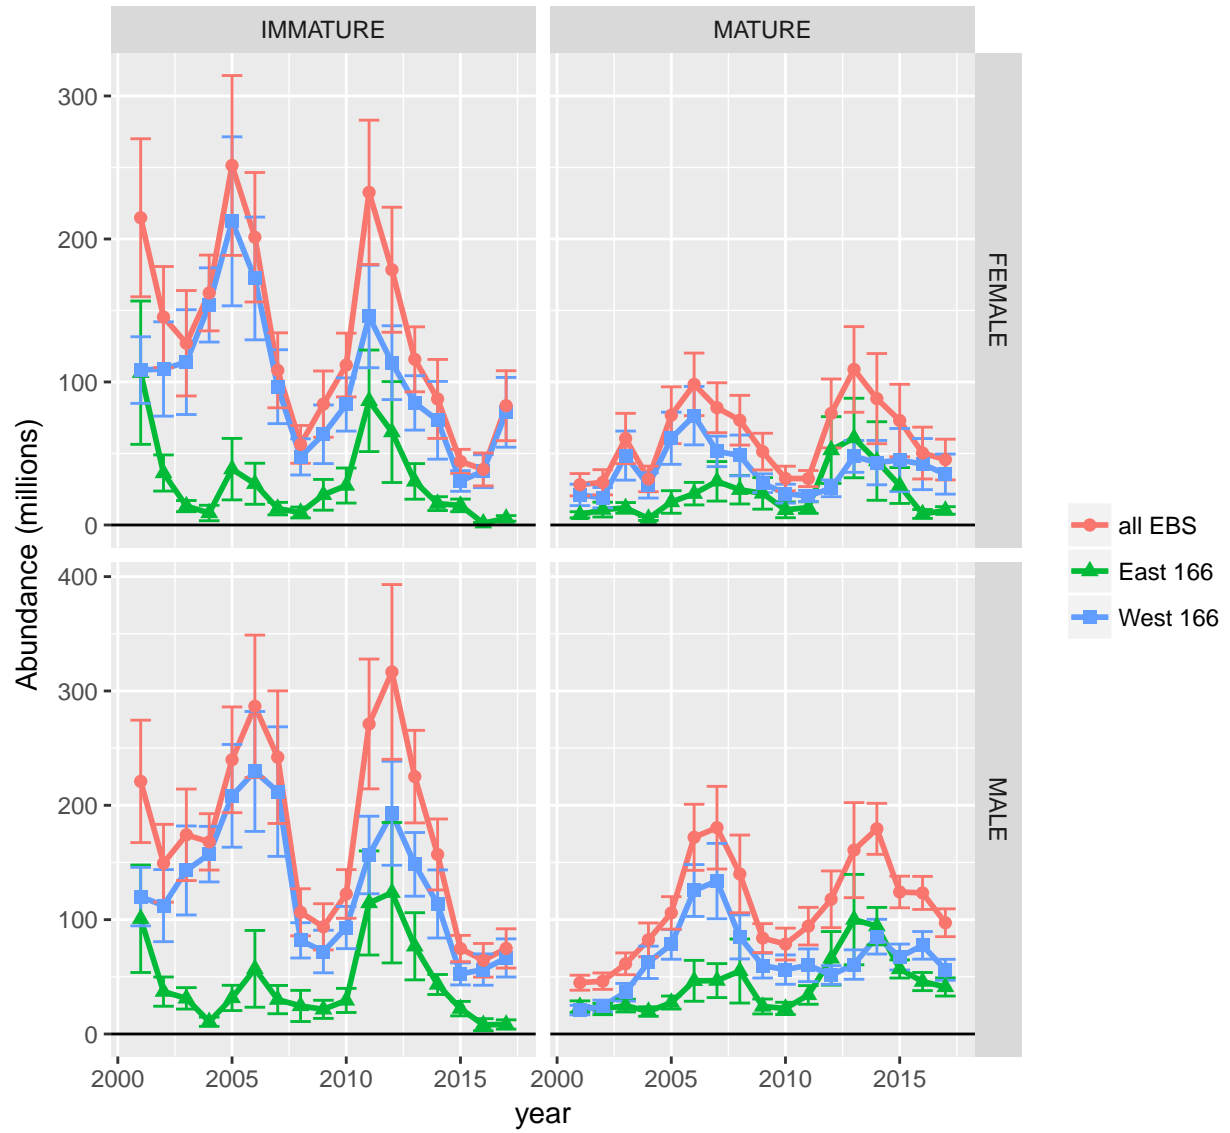 IMMATURE MATURE
300
200
100
0
FEMALE
400
300
200
100
0
MALE
2000 2005 2010 2015 2000 2005 2010 2015
year
Abundance (millions)
all EBS
East 166
West 166